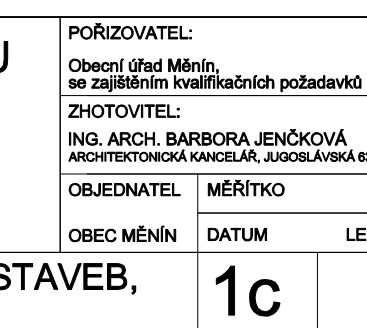 POŘIZOVATEL:
Obecní úřad Měnín,
se zajištěním kvalifikačních požadavků
ZHOTOVITEL:
ING. ARCH. BARBORA JENČKOVÁ
ARCHITEKTONICKÁ KANCELÁŘ, JUGOSLÁVSKÁ
OBJEDNATEL
MĚŘÍTKO
OBEC MĚNÍN
DATUM
STAVEB,
1c